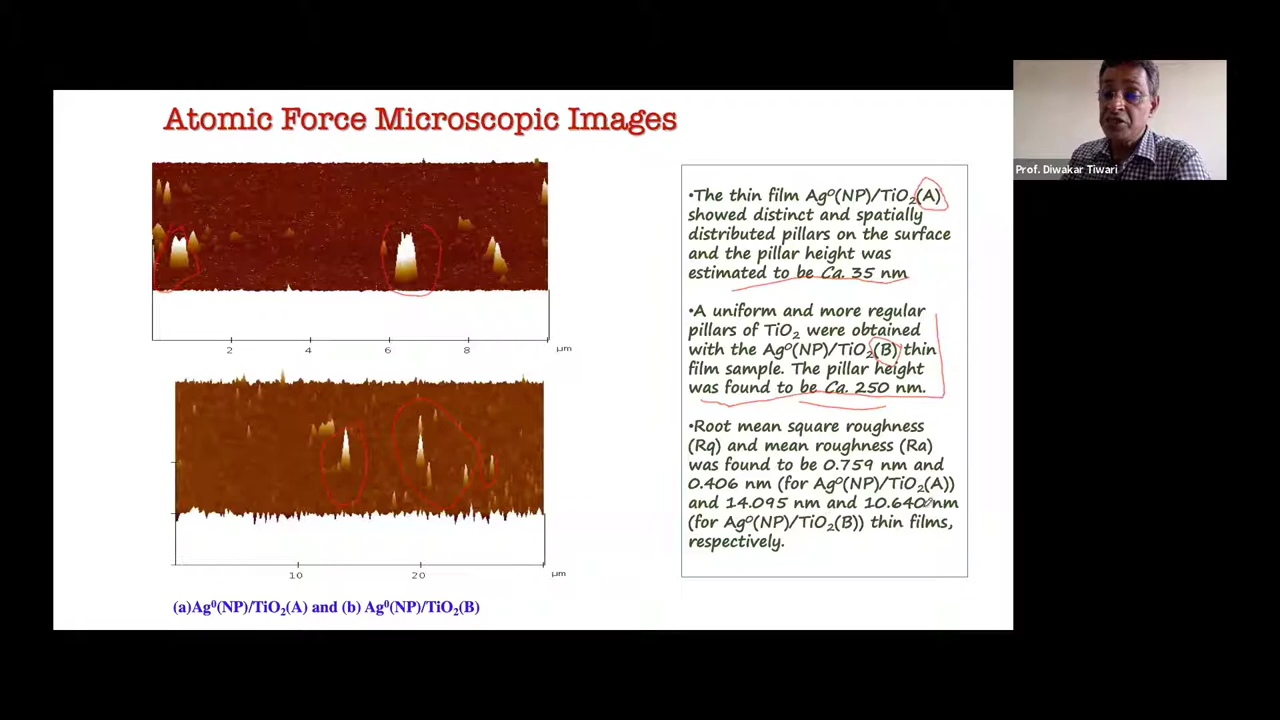 Atomic Force Microscopic Images
Prof. Diwakar Tiwari
2
4
6
8
10
µm
10
20
µm
(a)Ag⁰(NP)/TiO₂(A) and (b) Ag⁰(NP)/TiO₂(B)
•The thin film Ag⁰(NP)/TiO₂(A)
showed distinct and spatially
distributed pillars on the surface
and the pillar height was
estimated to be Ca. 35 nm
•A uniform and more regular
pillars of TiO₂ were obtained
with the Ag⁰(NP)/TiO₂(B) thin
film sample. The pillar height
was found to be Ca. 250 nm.
•Root mean square roughness
(Rq) and mean roughness (Ra)
was found to be 0.759 nm and
0.406 nm (for Ag⁰(NP)/TiO₂(A))
and 14.095 nm and 10.640 nm
(for Ag⁰(NP)/TiO₂(B)) thin films,
respectively.